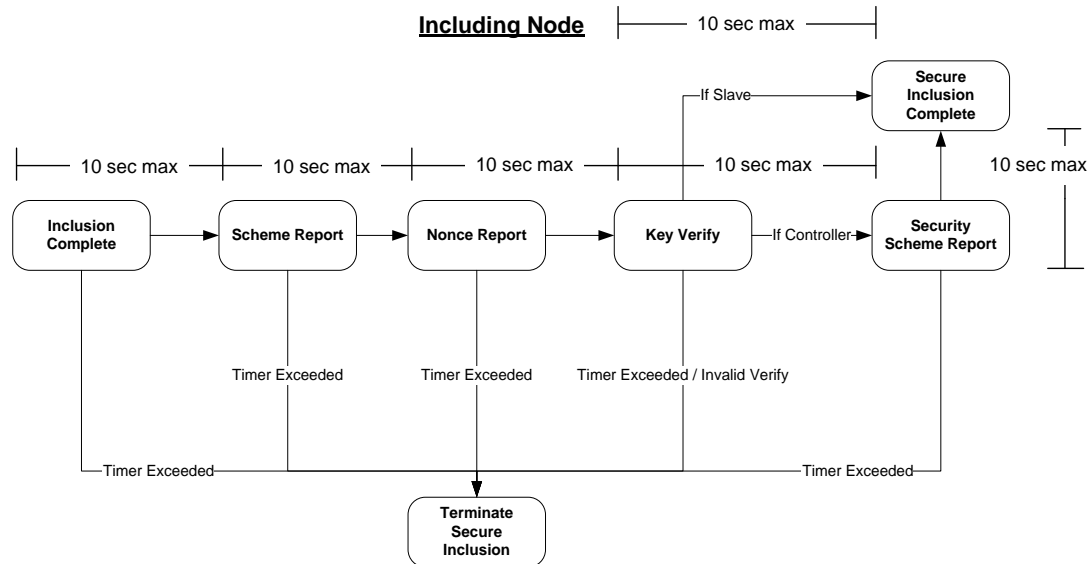 Including Node
10 sec max
If Slave
Secure
Inclusion
Complete
10 sec max
10 sec max
10 sec max
10 sec max
10 sec max
Inclusion
Complete
Scheme Report
Nonce Report
Key Verify
If Controller
Security
Scheme Report
Timer Exceeded
Timer Exceeded
Timer Exceeded / Invalid Verify
Timer Exceeded
Timer Exceeded
Terminate
Secure
Inclusion